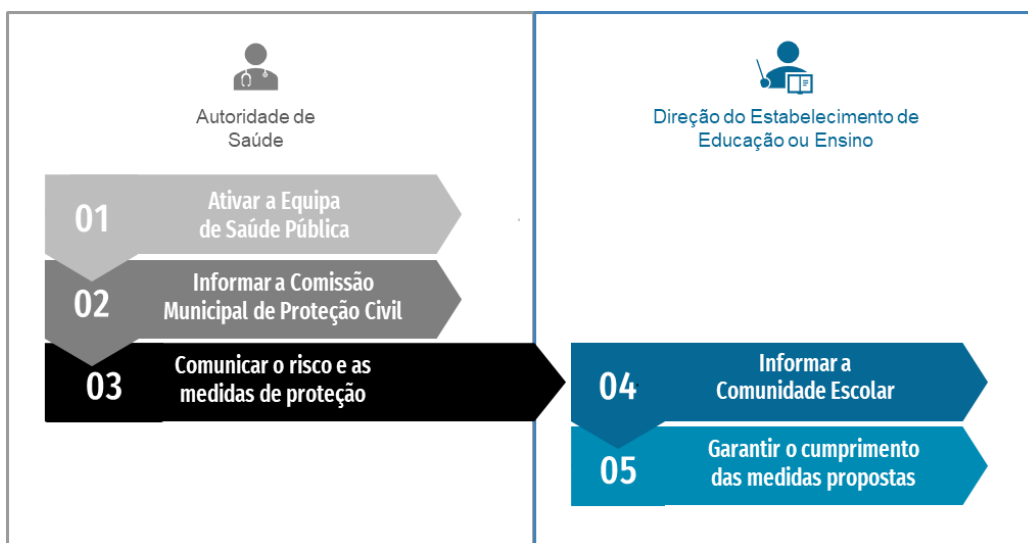 Autoridade de
Saúde
01
Ativar a Equipa
de Saúde Pública
02
Informar a Comissão
Municipal de Proteção Civil
03
Comunicar o risco e as
medidas de proteção
Direção do Estabelecimento de
Educação ou Ensino
04
Informar a
Comunidade Escolar
05
Garantir o cumprimento
das medidas propostas